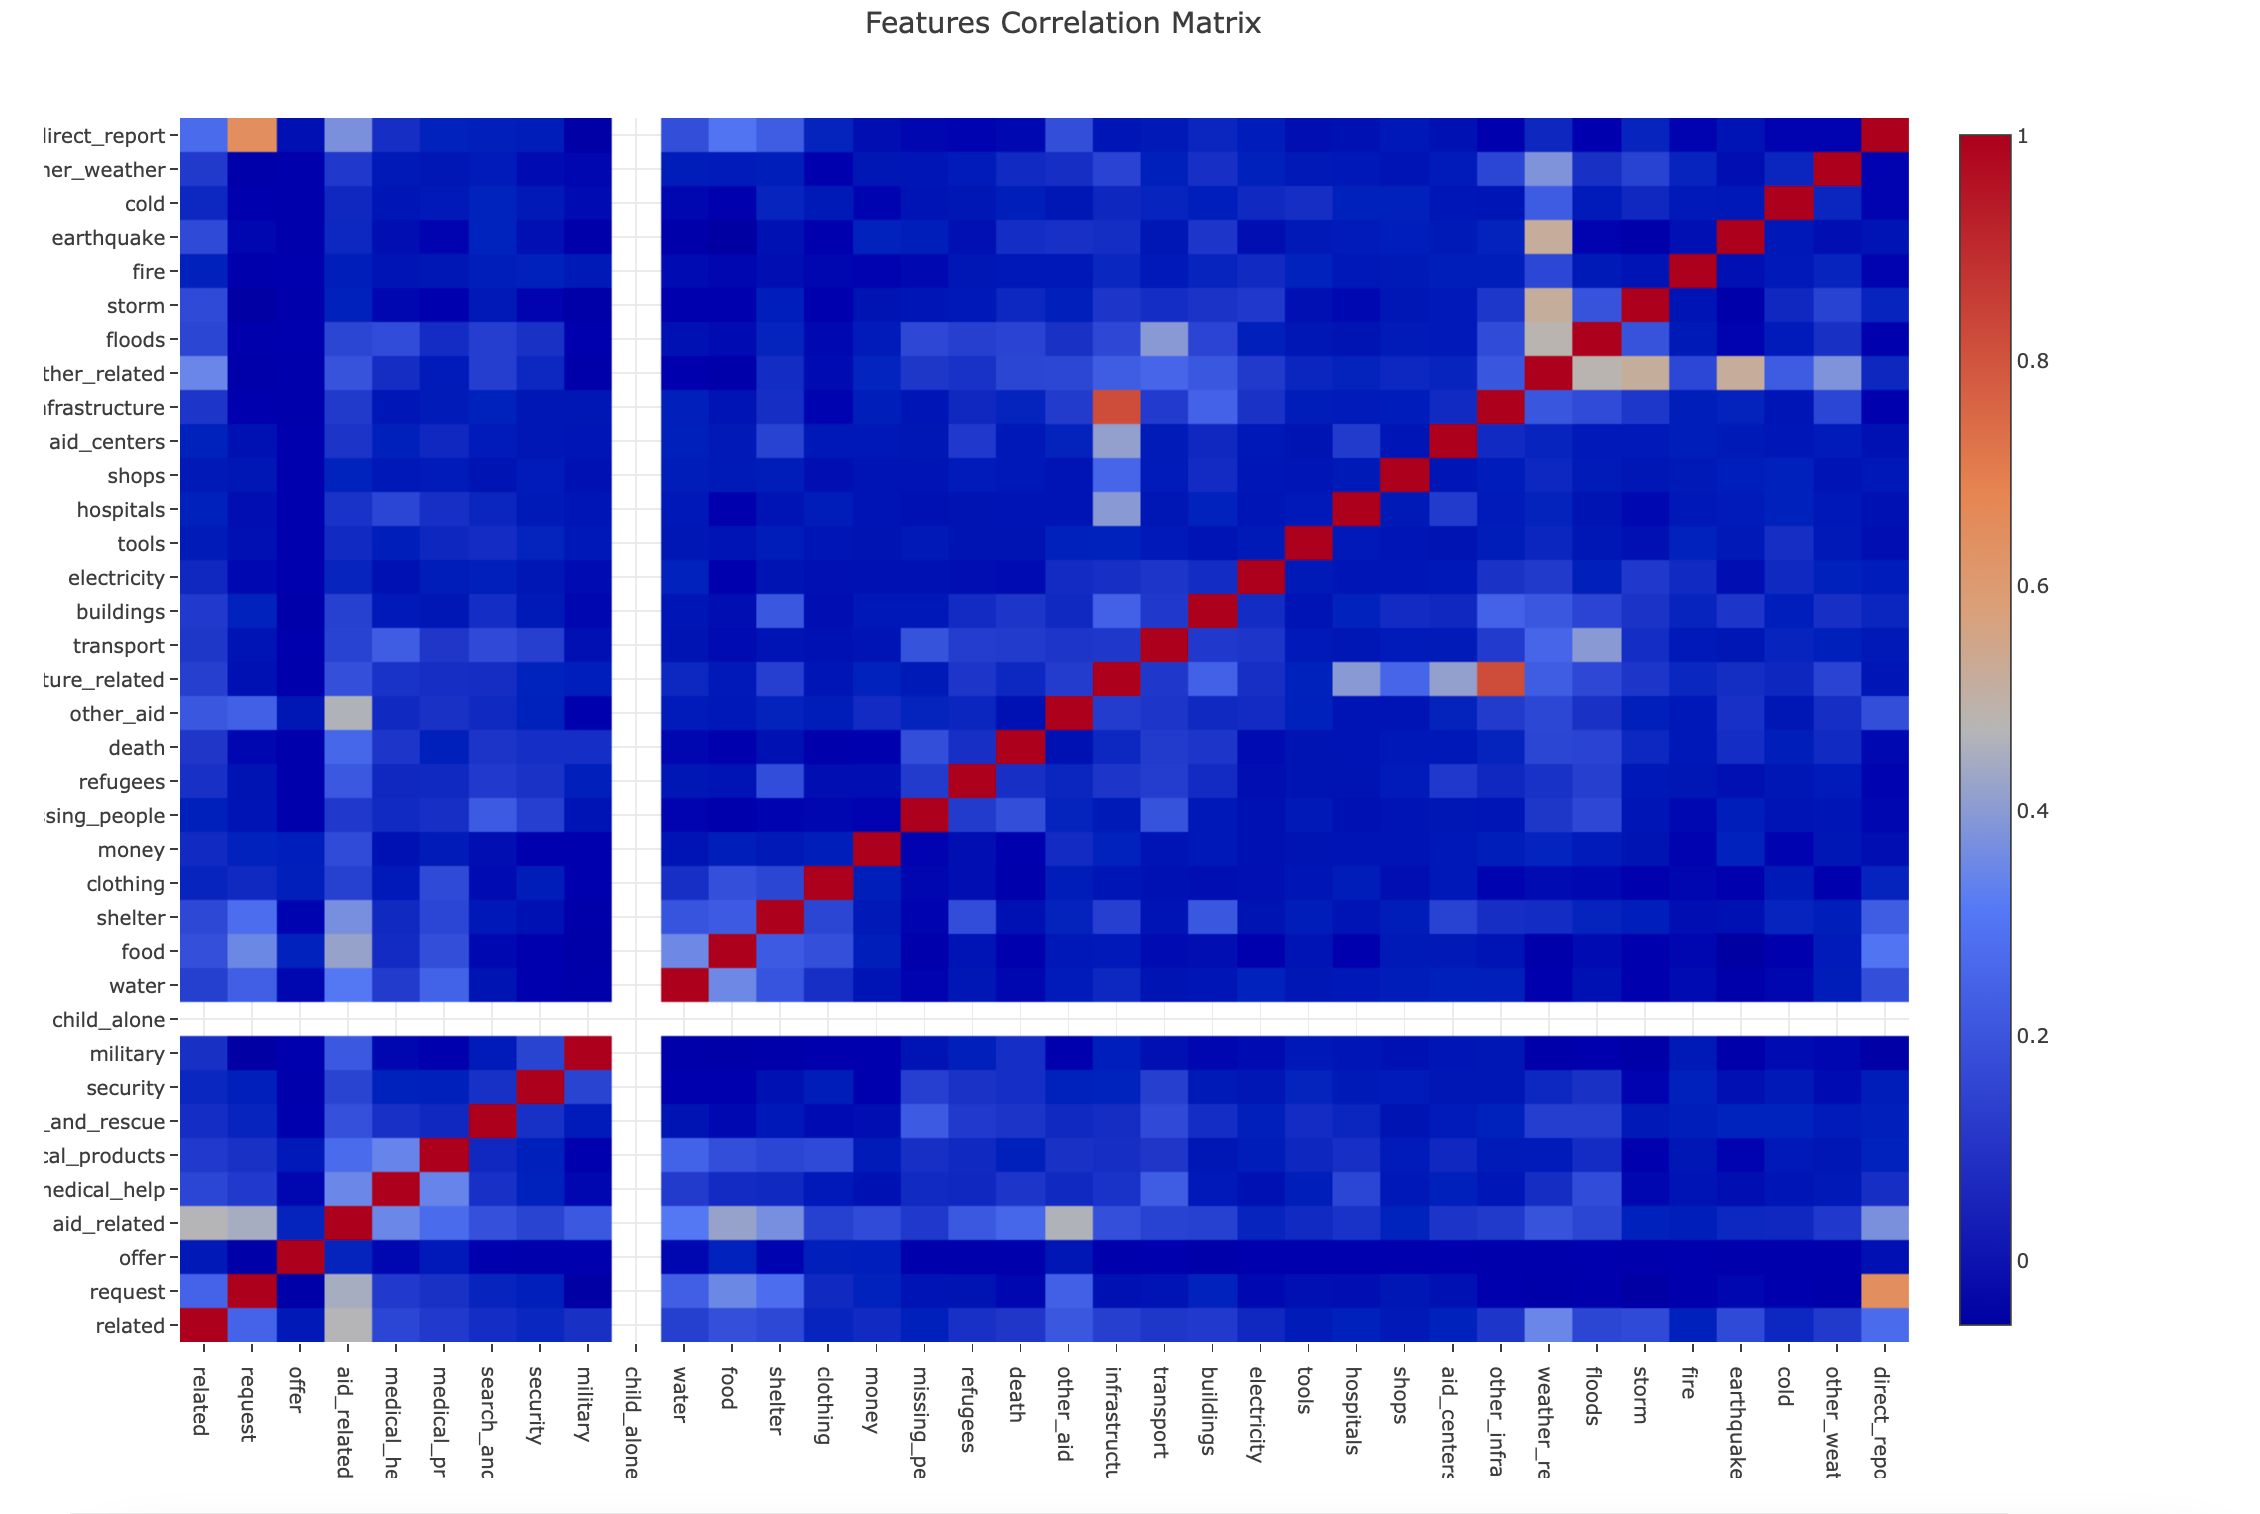 Features Correlation Matrix
direct_report
her_weather
cold
earthquake
fire
storm
floods
ther_related
nfrastructure
aid_centers
shops
hospitals
tools
electricity
buildings
transport
ture_related
other_aid
death
refugees
ssing_people
money
clothing
shelter
food
water
child_alone
military
security
_and_rescue
cal_products
medical_help
aid_related
offer
request
related
related
request
offer
aid_related
medical_he
medical_pr
search_anc
security
military
child_alone
water
food
shelter
clothing
money
missing_pe
refugees
death
other_aid
infrastructu
transport
buildings
electricity
tools
hospitals
shops
aid_centers
other_infra
weather_re
floods
storm
fire
earthquake
cold
other_weat
direct_repo
1
0.8
0.6
0.4
0.2
0